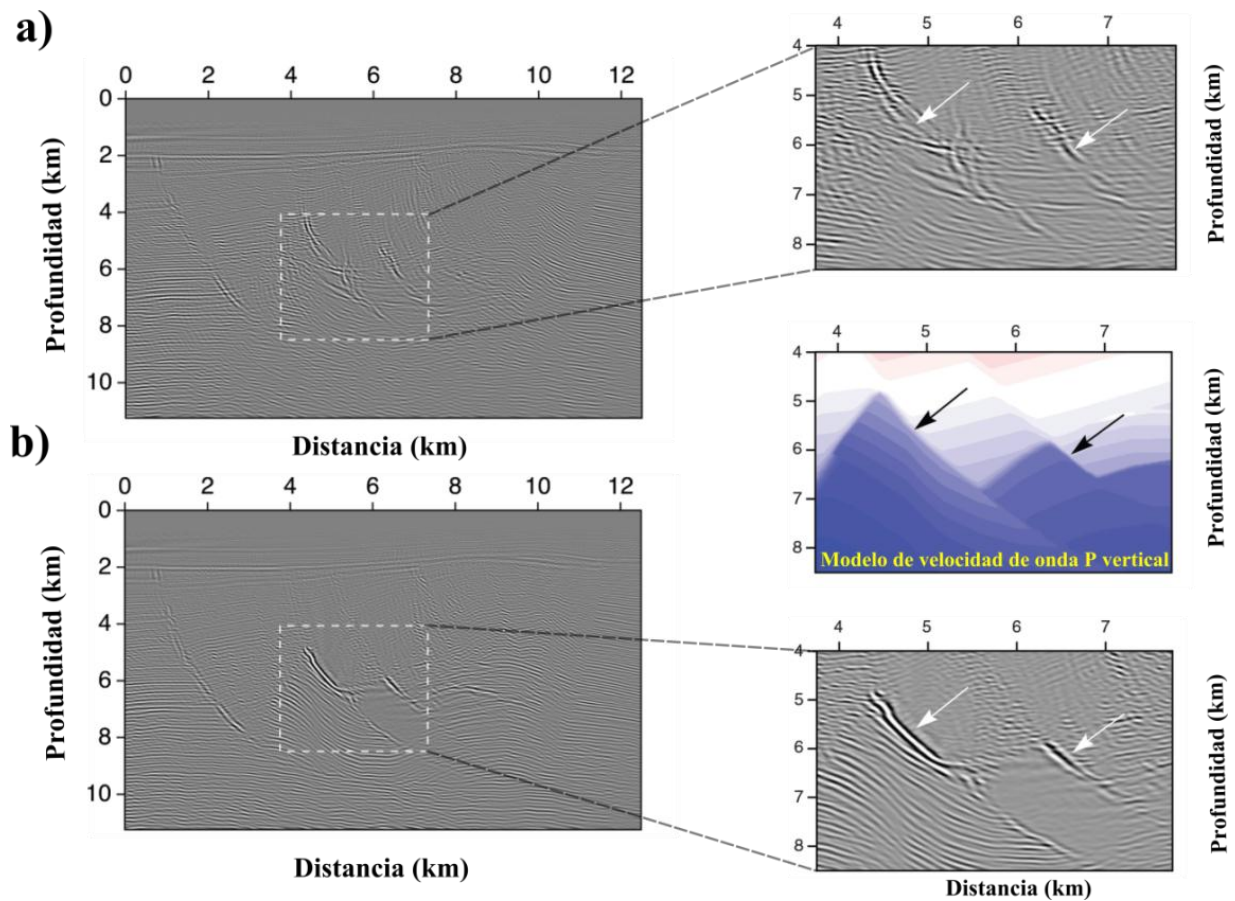 a)
0 2 4 6 8 10 12
0
2
4
6
8
10
Profundidad (km)
Distancia (km)
4 5 6 7
4
5
6
7
8
Profundidad (km)
4 5 6 7
4
5
6
7
8
Profundidad (km)
Modelo de velocidad de onda P vertical
b)
0 2 4 6 8 10 12
0
2
4
6
8
10
Profundidad (km)
Distancia (km)
4 5 6 7
4
5
6
7
8
Profundidad (km)
Distancia (km)